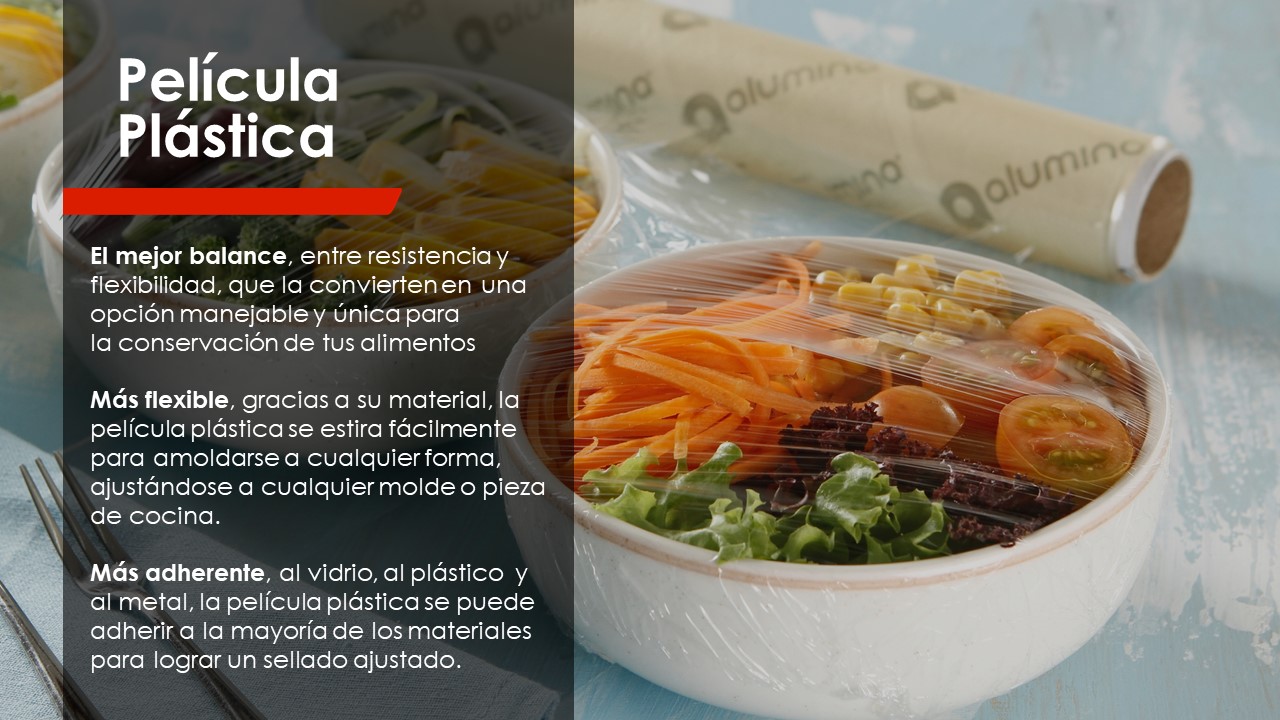 Película
Plástica
El mejor balance, entre resistencia y
flexibilidad, que la convierten en una
opción manejable y única para
la conservación de tus alimentos
Más flexible, gracias a su material, la
película plástica se estira fácilmente
para amoldarse a cualquier forma,
ajustándose a cualquier molde o pieza
de cocina.
Más adherente, al vidrio, al plástico y
al metal, la película plástica se puede
adherir a la mayoría de los materiales
para lograr un sellado ajustado.
alumina
alumina